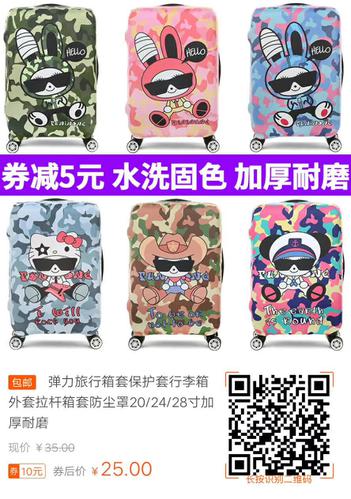 HELLO
HELLO
HELLO
券减5元 水洗固色 加厚耐磨
包邮 弹力旅行箱套保护套行李箱
外套拉杆箱套防尘罩20/24/28寸加
厚耐磨
现价 ¥35.00
券 10元 券后价 ¥25.00
长按识别二维码